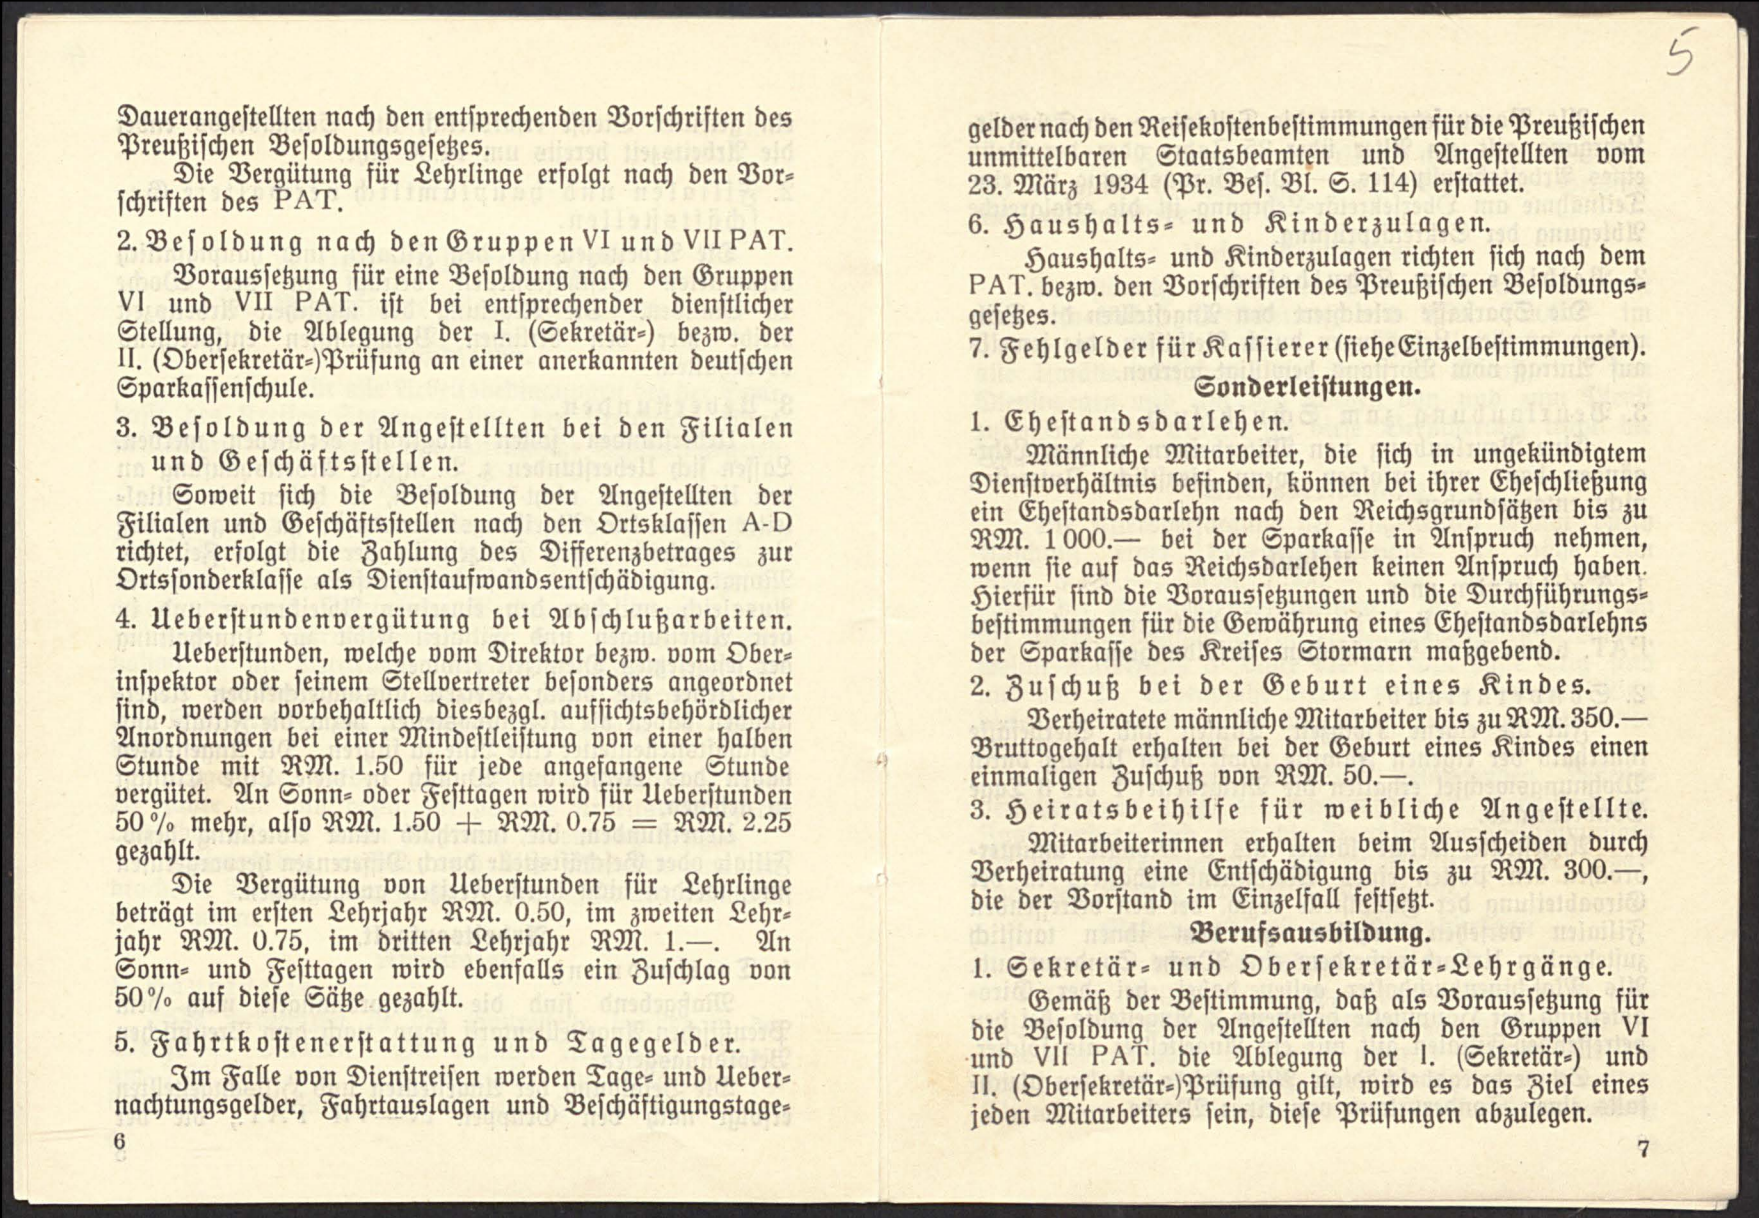 Dauerangestellten nach den entsprechenden Vorschriften des
Preußischen Besoldungsgesetzes.
Die Vergütung für Lehrlinge erfolgt nach den Vor-
schriften des PAT.
2. Besoldung nach den Gruppen VI und VII PAT.
Voraussetzung für eine Besoldung nach den Gruppen
VI und VII PAT. ist bei entsprechender dienstlicher
Stellung, die Ablegung der I. (Sekretär-) bezw. der
II. (Obersekretär-)Prüfung an einer anerkannten deutschen
Sparkassenschule.
3. Besoldung der Angestellten bei den Filialen
und Geschäftsstellen.
Soweit sich die Besoldung der Angestellten der
Filialen und Geschäftsstellen nach den Ortsklassen A-D
richtet, erfolgt die Zahlung des Differenzbetrages zur
Ortssonderklasse als Dienstaufwandsentschädigung.
4. Ueberstundenvergütung bei Abschlußarbeiten.
Ueberstunden, welche vom Direktor bezw. vom Ober-
inspektor oder seinem Stellvertreter besonders angeordnet
sind, werden vorbehaltlich diesbezgl. aufsichtsbehördlicher
Anordnungen bei einer Mindestleistung von einer halben
Stunde mit RM. 1.50 für jede angefangene Stunde
vergütet. An Sonn- oder Festtagen wird für Ueberstunden
50% mehr, also RM. 1.50 + RM. 0.75 = RM. 2.25
gezahlt.
Die Vergütung von Ueberstunden für Lehrlinge
beträgt im ersten Lehrjahr RM. 0.50, im zweiten Lehr-
jahr RM. 0.75, im dritten Lehrjahr RM. 1.—. An
Sonn- und Festtagen wird ebenfalls ein Zuschlag von
50% auf diese Sätze gezahlt.
5. Fahrtkostenerstattung und Tagegelder.
Im Falle von Dienstreisen werden Tage- und Ueber-
nachtungsgelder, Fahrtauslagen und Beschäftigungstage-
6
5
gelder nach den Reisekostenbestimmungen für die Preußischen
unmittelbaren Staatsbeamten und Angestellten vom
23. März 1934 (Pr. Bes. Bl. S. 114) erstattet.
6. Haushalts- und Kinderzulagen.
Haushalts- und Kinderzulagen richten sich nach dem
PAT. bezw. den Vorschriften des Preußischen Besoldungs-
gesetzes.
7. Fehlgelder für Kassierer (siehe Einzelbestimmungen).
Sonderleistungen.
1. Ehestandsdarlehen.
Männliche Mitarbeiter, die sich in ungekündigtem
Dienstverhältnis befinden, können bei ihrer Eheschließung
ein Ehestandsdarlehn nach den Reichsgrundsätzen bis zu
RM. 1000.— bei der Sparkasse in Anspruch nehmen,
wenn sie auf das Reichsdarlehen keinen Anspruch haben.
Hierfür sind die Voraussetzungen und die Durchführungs-
bestimmungen für die Gewährung eines Ehestandsdarlehns
der Sparkasse des Kreises Stormarn maßgebend.
2. Zuschuß bei der Geburt eines Kindes.
Verheiratete männliche Mitarbeiter bis zu RM. 350.—
Bruttogehalt erhalten bei der Geburt eines Kindes einen
einmaligen Zuschuß von RM. 50.—.
3. Heiratsbeihilfe für weibliche Angestellte.
Mitarbeiterinnen erhalten beim Ausscheiden durch
Verheiratung eine Entschädigung bis zu RM. 300.—,
die der Vorstand im Einzelfall festsetzt.
Berufsausbildung.
1. Sekretär- und Obersekretär-Lehrgänge.
Gemäß der Bestimmung, daß als Voraussetzung für
die Besoldung der Angestellten nach den Gruppen VI
und VII PAT. die Ablegung der I. (Sekretär-) und
II. (Obersekretär-)Prüfung gilt, wird es das Ziel eines
jeden Mitarbeiters sein, diese Prüfungen abzulegen.
7